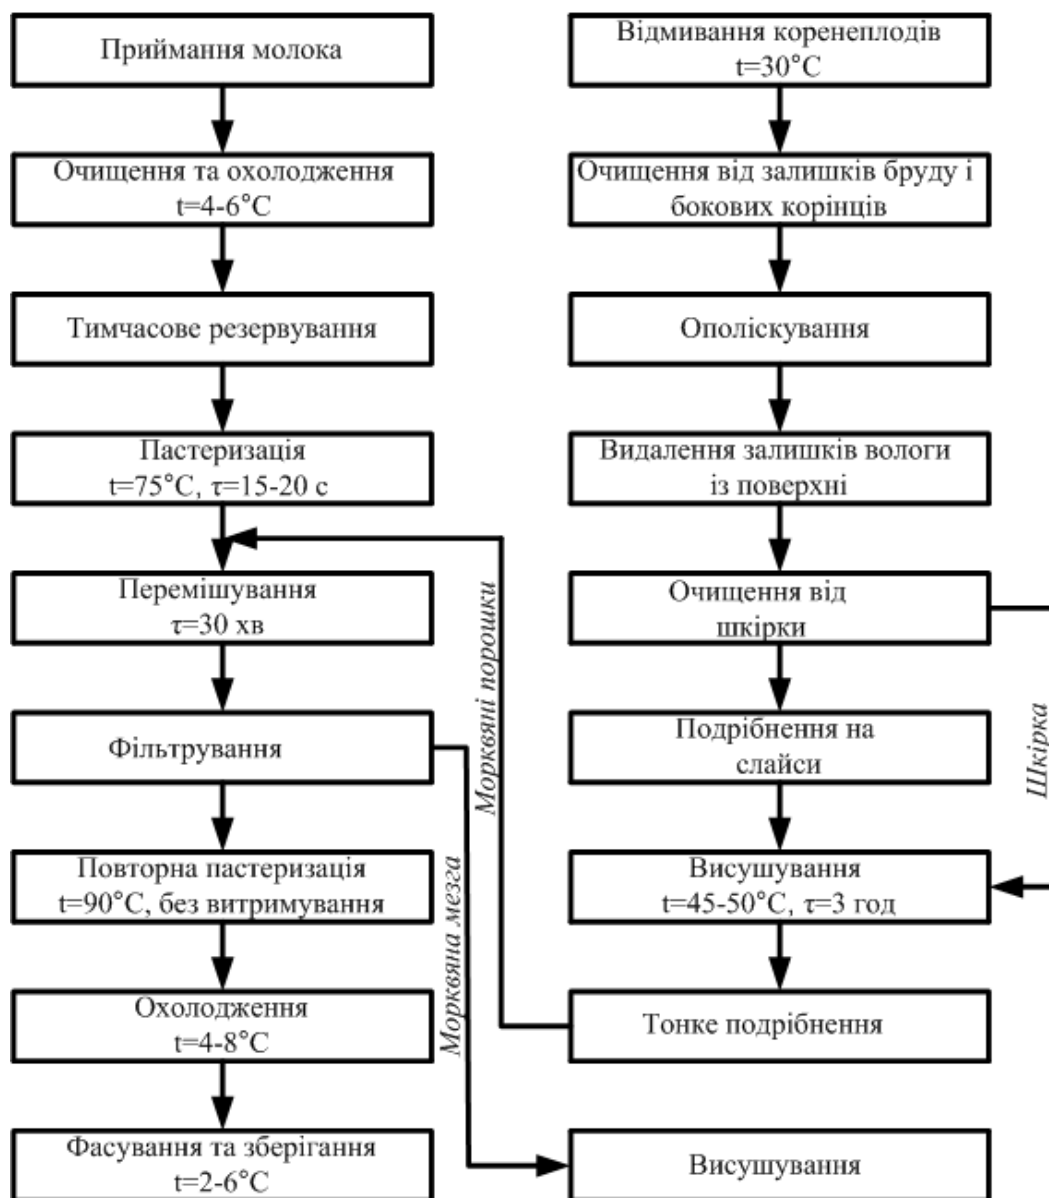 Приймання молока
Очищення та охолодження
t=4-6°C
Тимчасове резервування
Пастеризація
t=75°C, τ=15-20 с
Перемішування
τ=30 хв
Фільтрування
Повторна пастеризація
t=90°C, без витримування
Охолодження
t=4-8°C
Фасування та зберігання
t=2-6°C
Морквяна мезга
Морквяні порошки
Відмивання коренеплодів
t=30°C
Очищення від залишків бруду і
бокових корінців
Ополіскування
Видалення залишків вологи
із поверхні
Очищення від
шкірки
Подрібнення на
слайси
Висушування
t=45-50°C, τ=3 год
Тонке подрібнення
Висушування
Шкірка